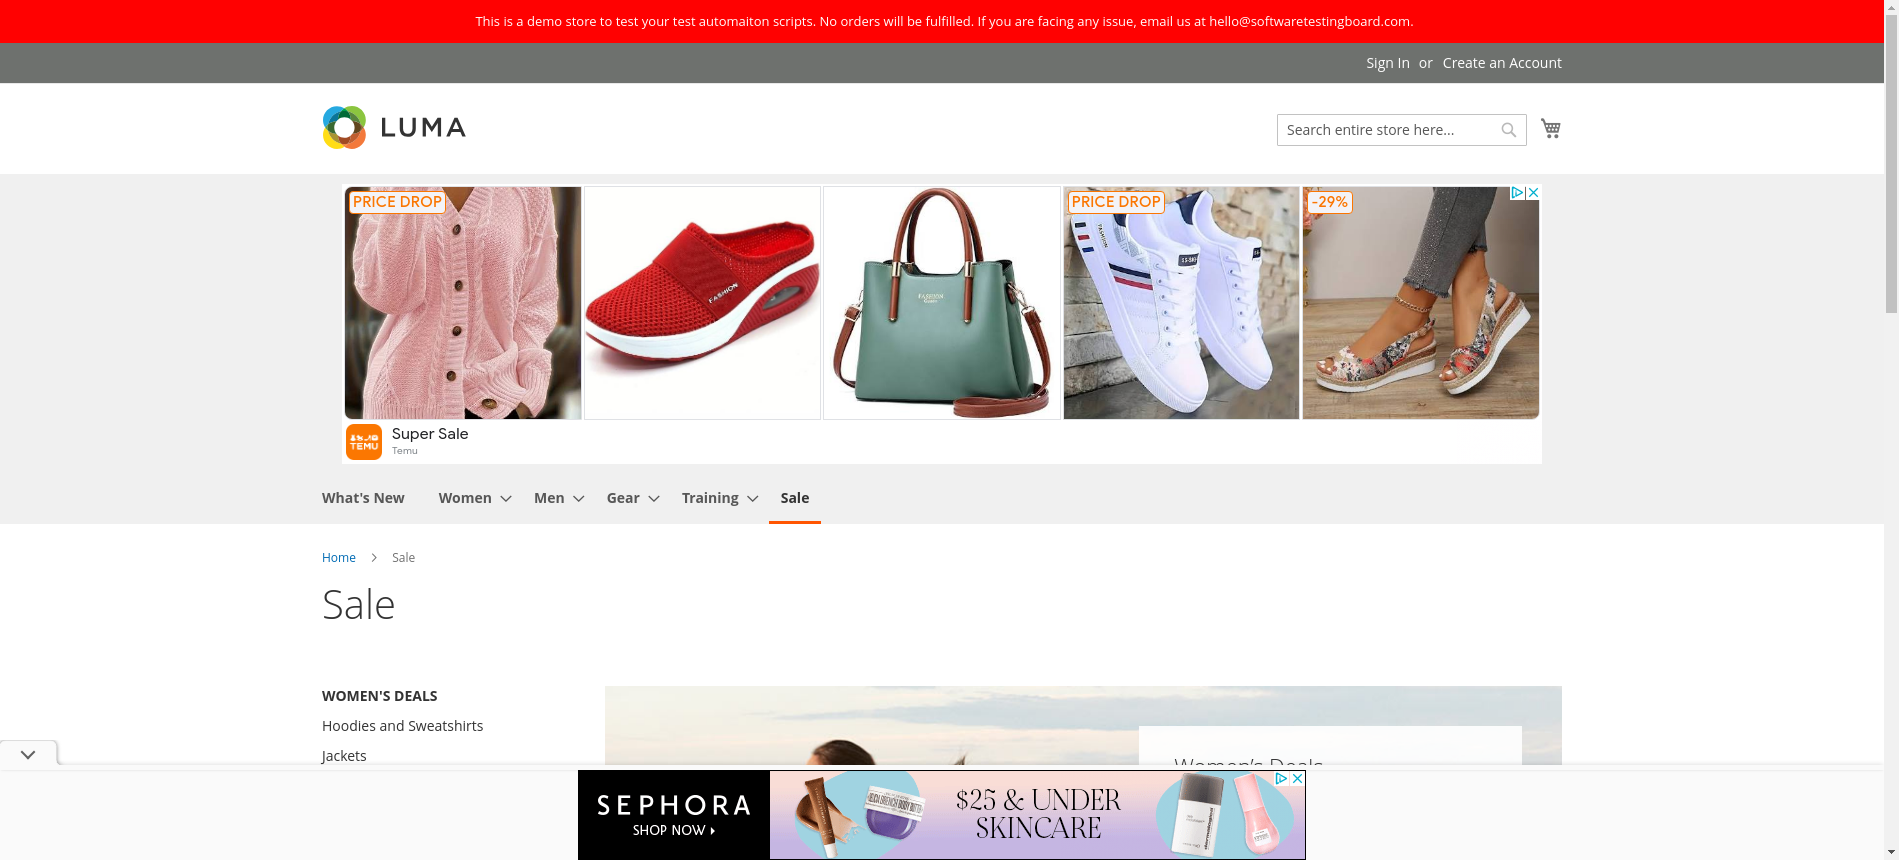 This is a demo store to test your test automaiton scripts. No orders will be fulfilled. If you are facing any issue, email us at hello@softwaretestingboard.com.
Sign In or Create an Account
LUMA
Search entire store here...
PRICE DROP
PRICE DROP
-29%
FASHION
FASHION
FASHION
TEMU
Super Sale
Temu
What's New
Women
Men
Gear
Training
Sale
Home
Sale
Sale
WOMEN'S DEALS
Hoodies and Sweatshirts
Jackets
Women's Deals
SEPHORA
SHOP NOW
$25 & UNDER
SKINCARE